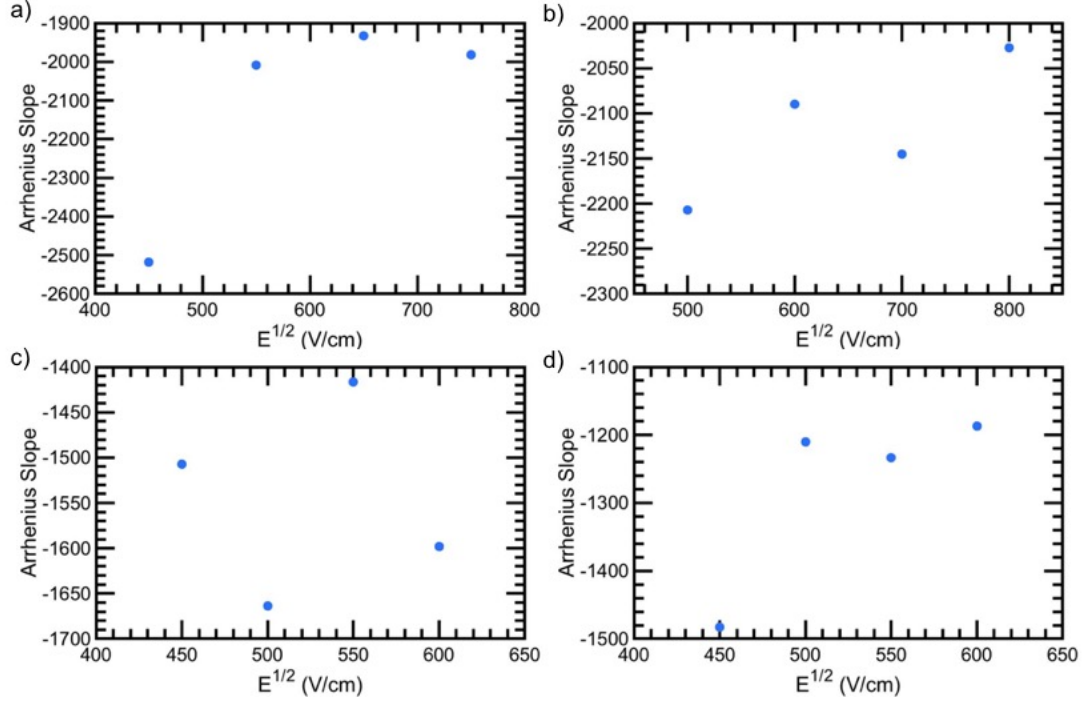 a)
-1900
-2000
-2100
-2200
-2300
-2400
-2500
-2600
Arrhenius Slope
400 500 600 700 800
E^1/2 (V/cm)
b)
-2000
-2050
-2100
-2150
-2200
-2250
-2300
Arrhenius Slope
500 600 700 800
E^1/2 (V/cm)
c)
-1400
-1450
-1500
-1550
-1600
-1650
-1700
Arrhenius Slope
400 450 500 550 600 650
E^1/2 (V/cm)
d)
-1100
-1200
-1300
-1400
-1500
Arrhenius Slope
400 450 500 550 600 650
E^1/2 (V/cm)